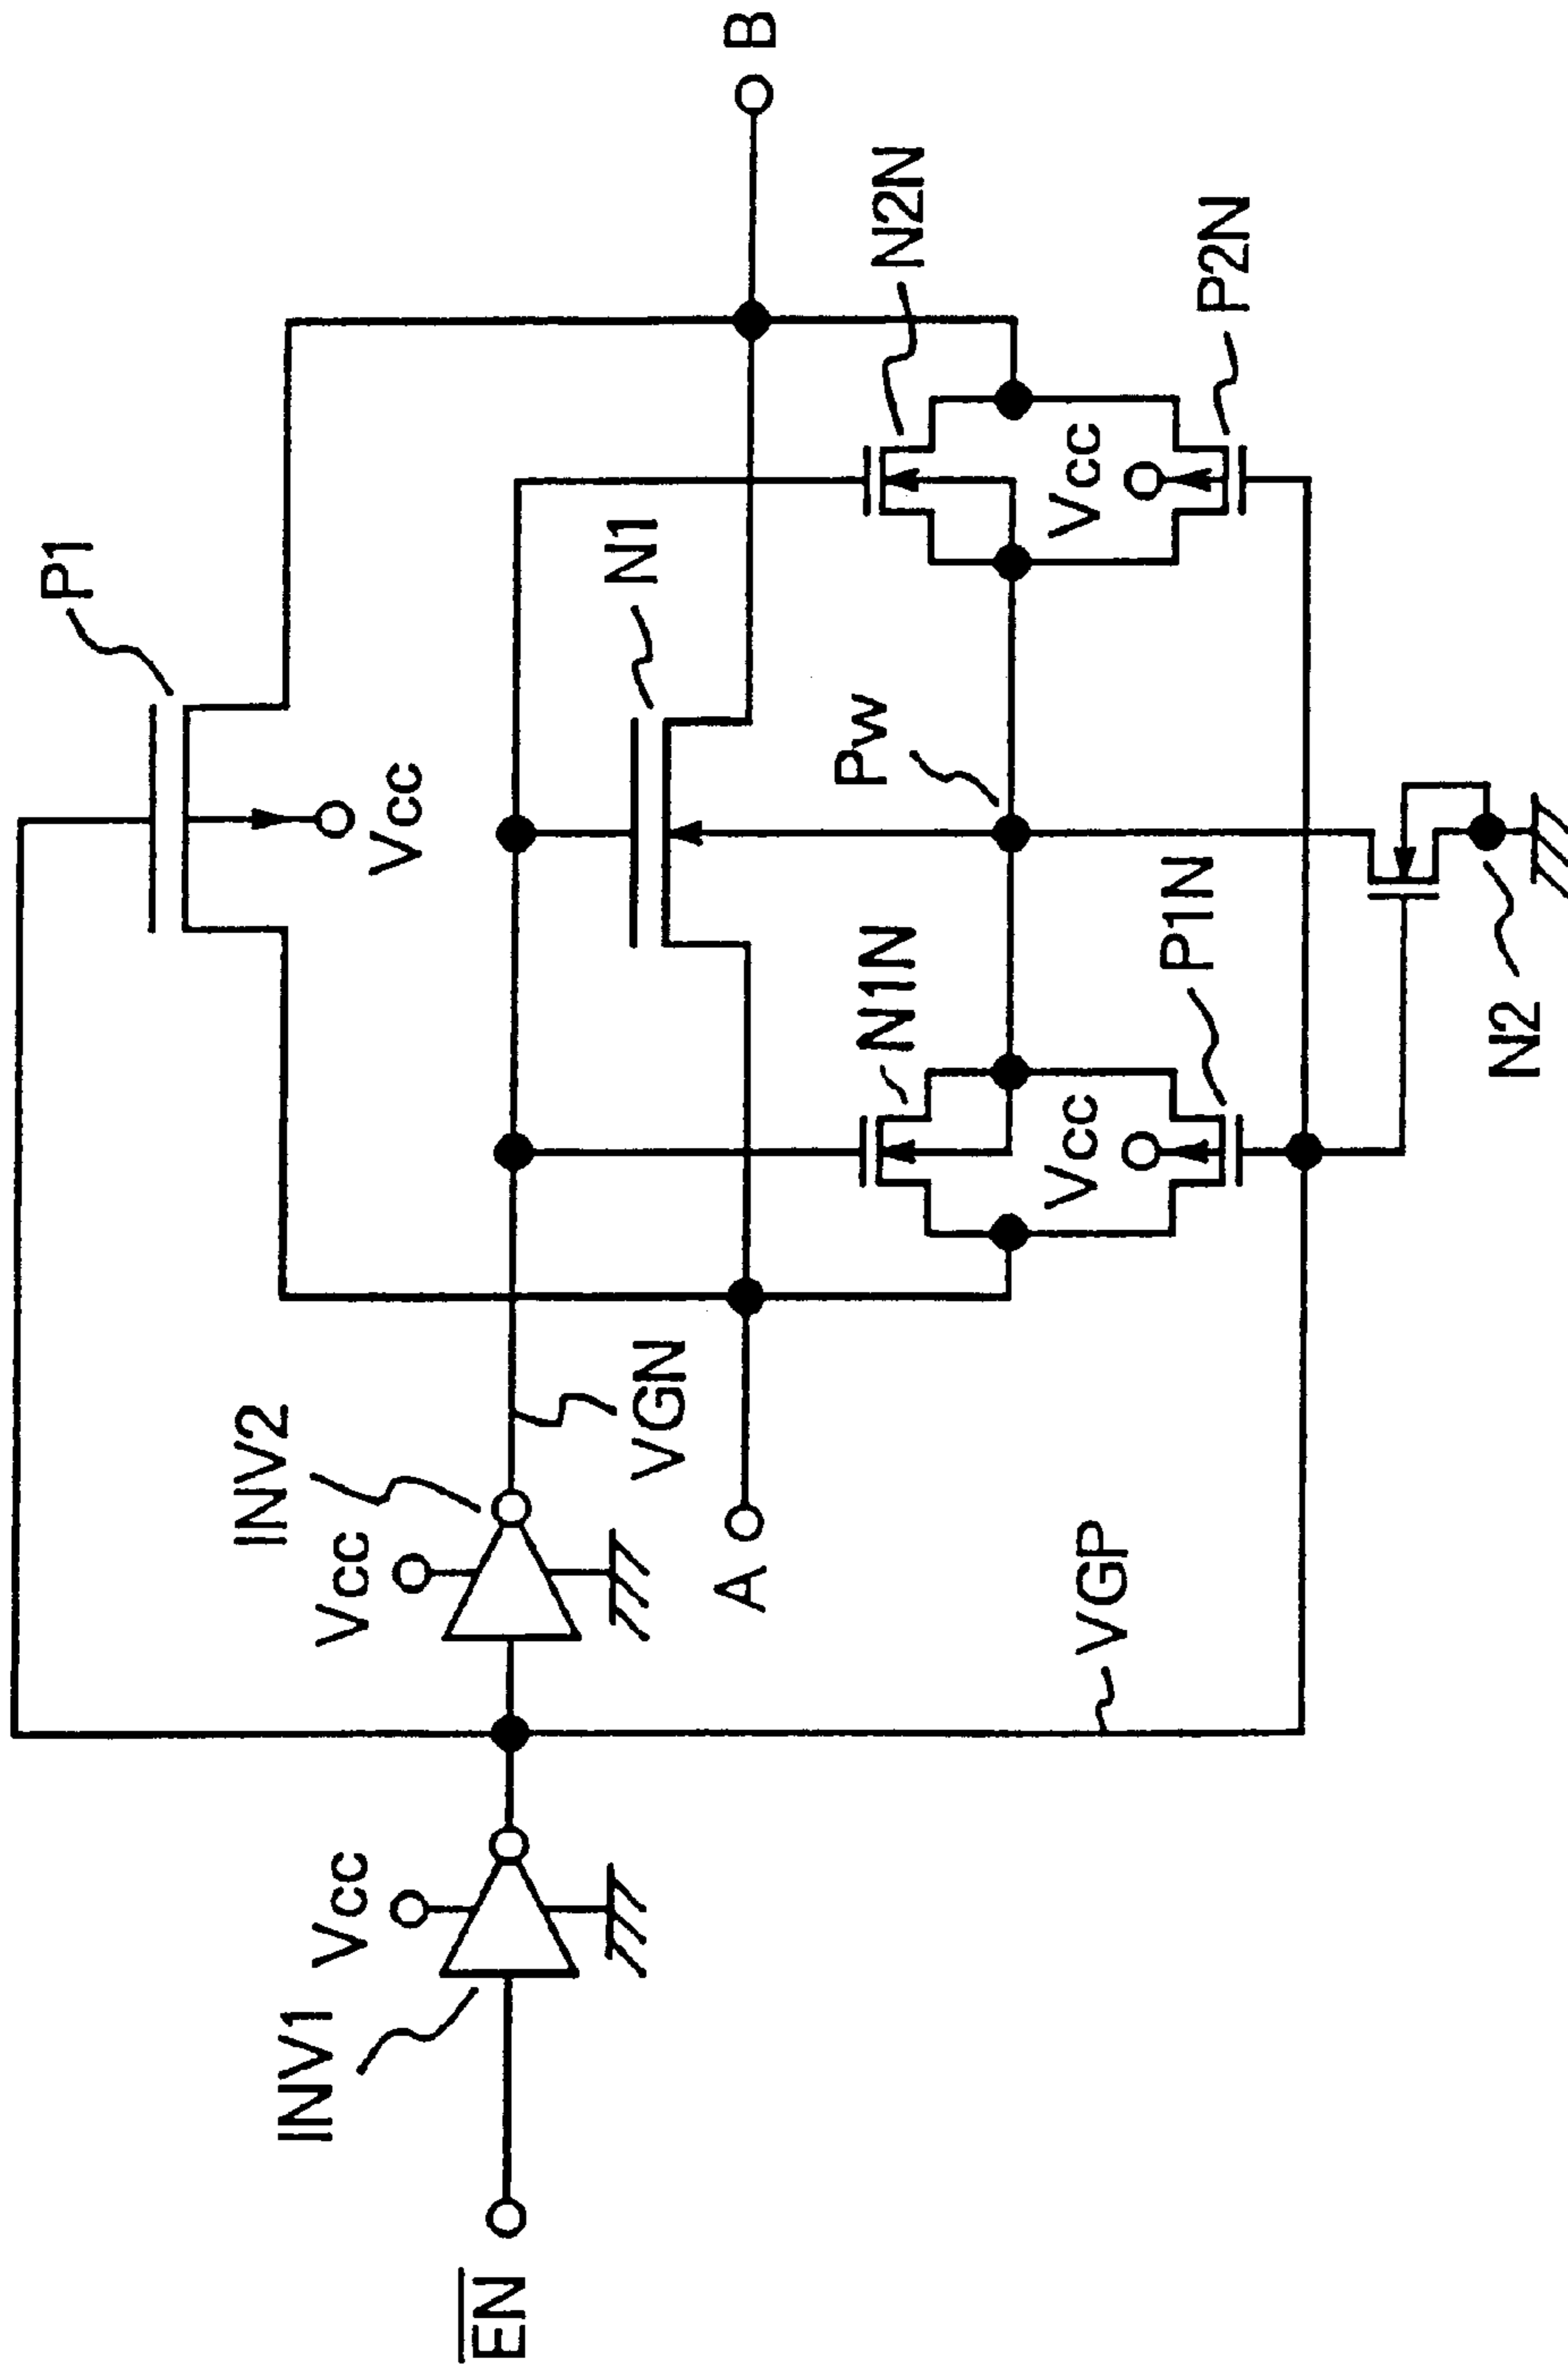 P1
Vcc
N1
B
N2N
P2N
Vcc
Pw
N1N
P1N
Vcc
N2
INV2
Vcc
VGN
A
VGP
INV1
Vcc
EN